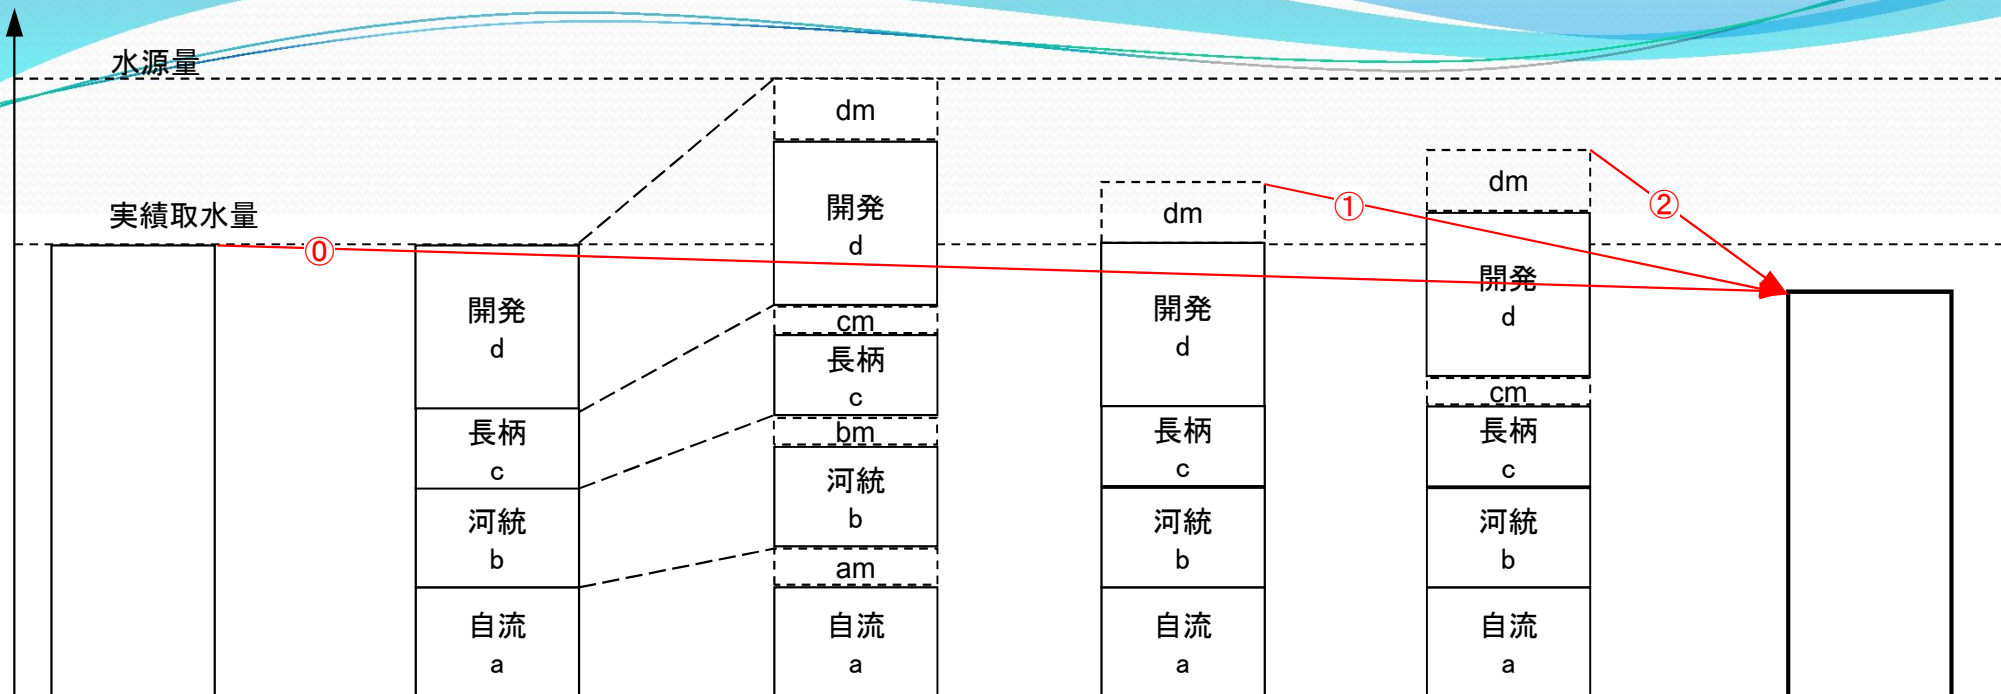 水源量
実績取水量
⓪
開発
d
長柄
c
河統
b
自流
a
dm
開発
d
cm
長柄
c
bm
河統
b
am
自流
a
dm
開発
d
長柄
c
河統
b
自流
a
①
dm
開発
d
cm
長柄
c
河統
b
自流
a
②